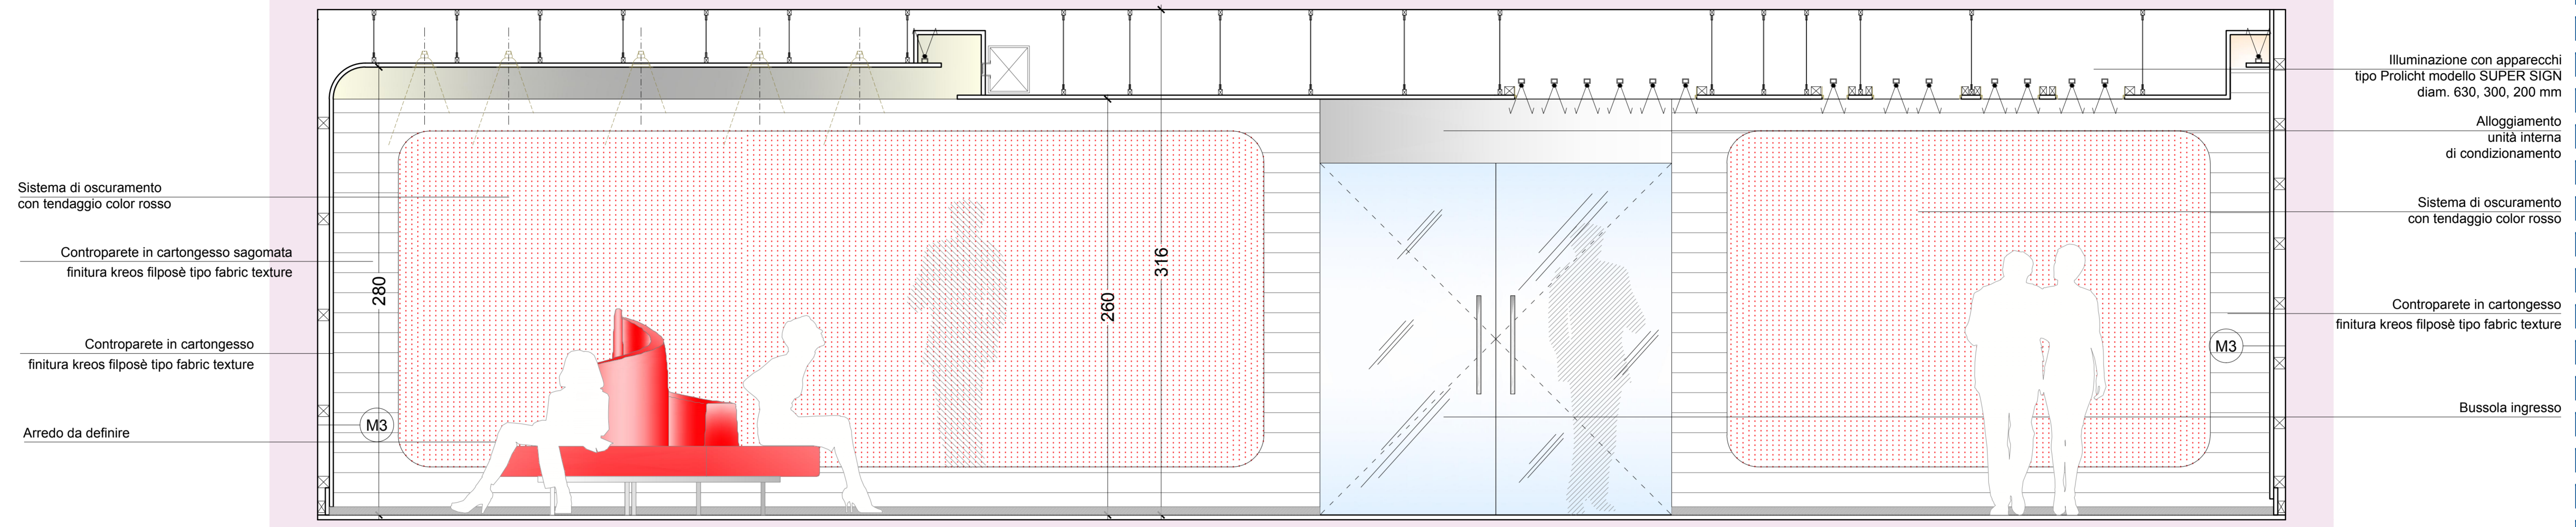 Sistema di oscuramento
con tendaggio color rosso
Controparete in cartongesso sagomata
finitura kreos filposè tipo fabric texture
Controparete in cartongesso
finitura kreos filposè tipo fabric texture
Arredo da definire
M3
280
260
316
Illuminazione con apparecchi
tipo Prolicht modello SUPER SIGN
diam. 630, 300, 200 mm
Alloggiamento
unità interna
di condizionamento
Sistema di oscuramento
con tendaggio color rosso
Controparete in cartongesso
finitura kreos filposè tipo fabric texture
M3
Bussola ingresso